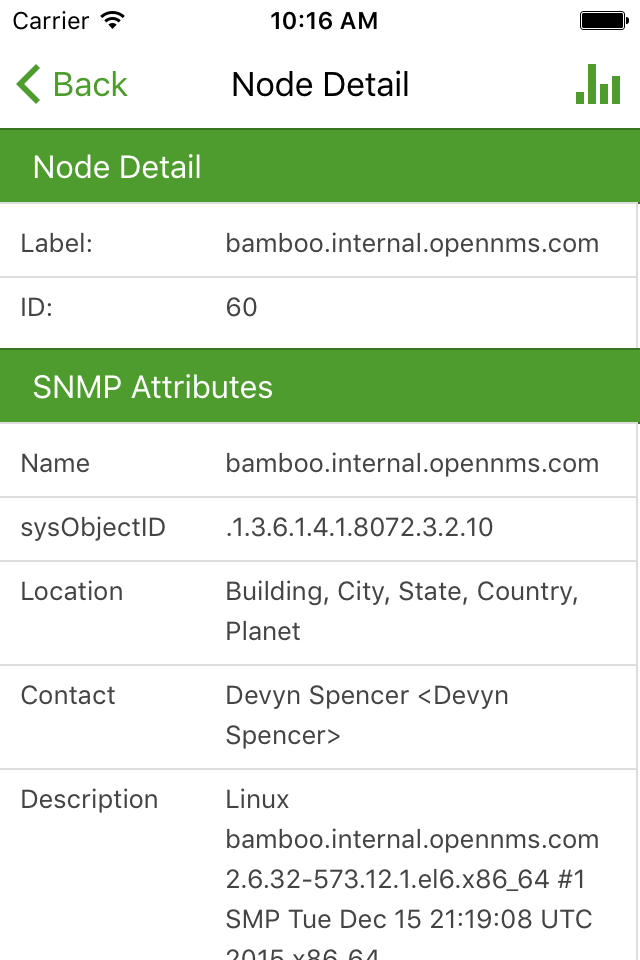 Carrier 10:16 AM
Back Node Detail
Node Detail
Label: bamboo.internal.opennms.com
ID: 60
SNMP Attributes
Name bamboo.internal.opennms.com
sysObjectID .1.3.6.1.4.1.8072.3.2.10
Location Building, City, State, Country,
Planet
Contact Devyn Spencer <Devyn
Spencer>
Description Linux
bamboo.internal.opennms.com
2.6.32-573.12.1.el6.x86_64 #1
SMP Tue Dec 15 21:19:08 UTC
2015 x86_64